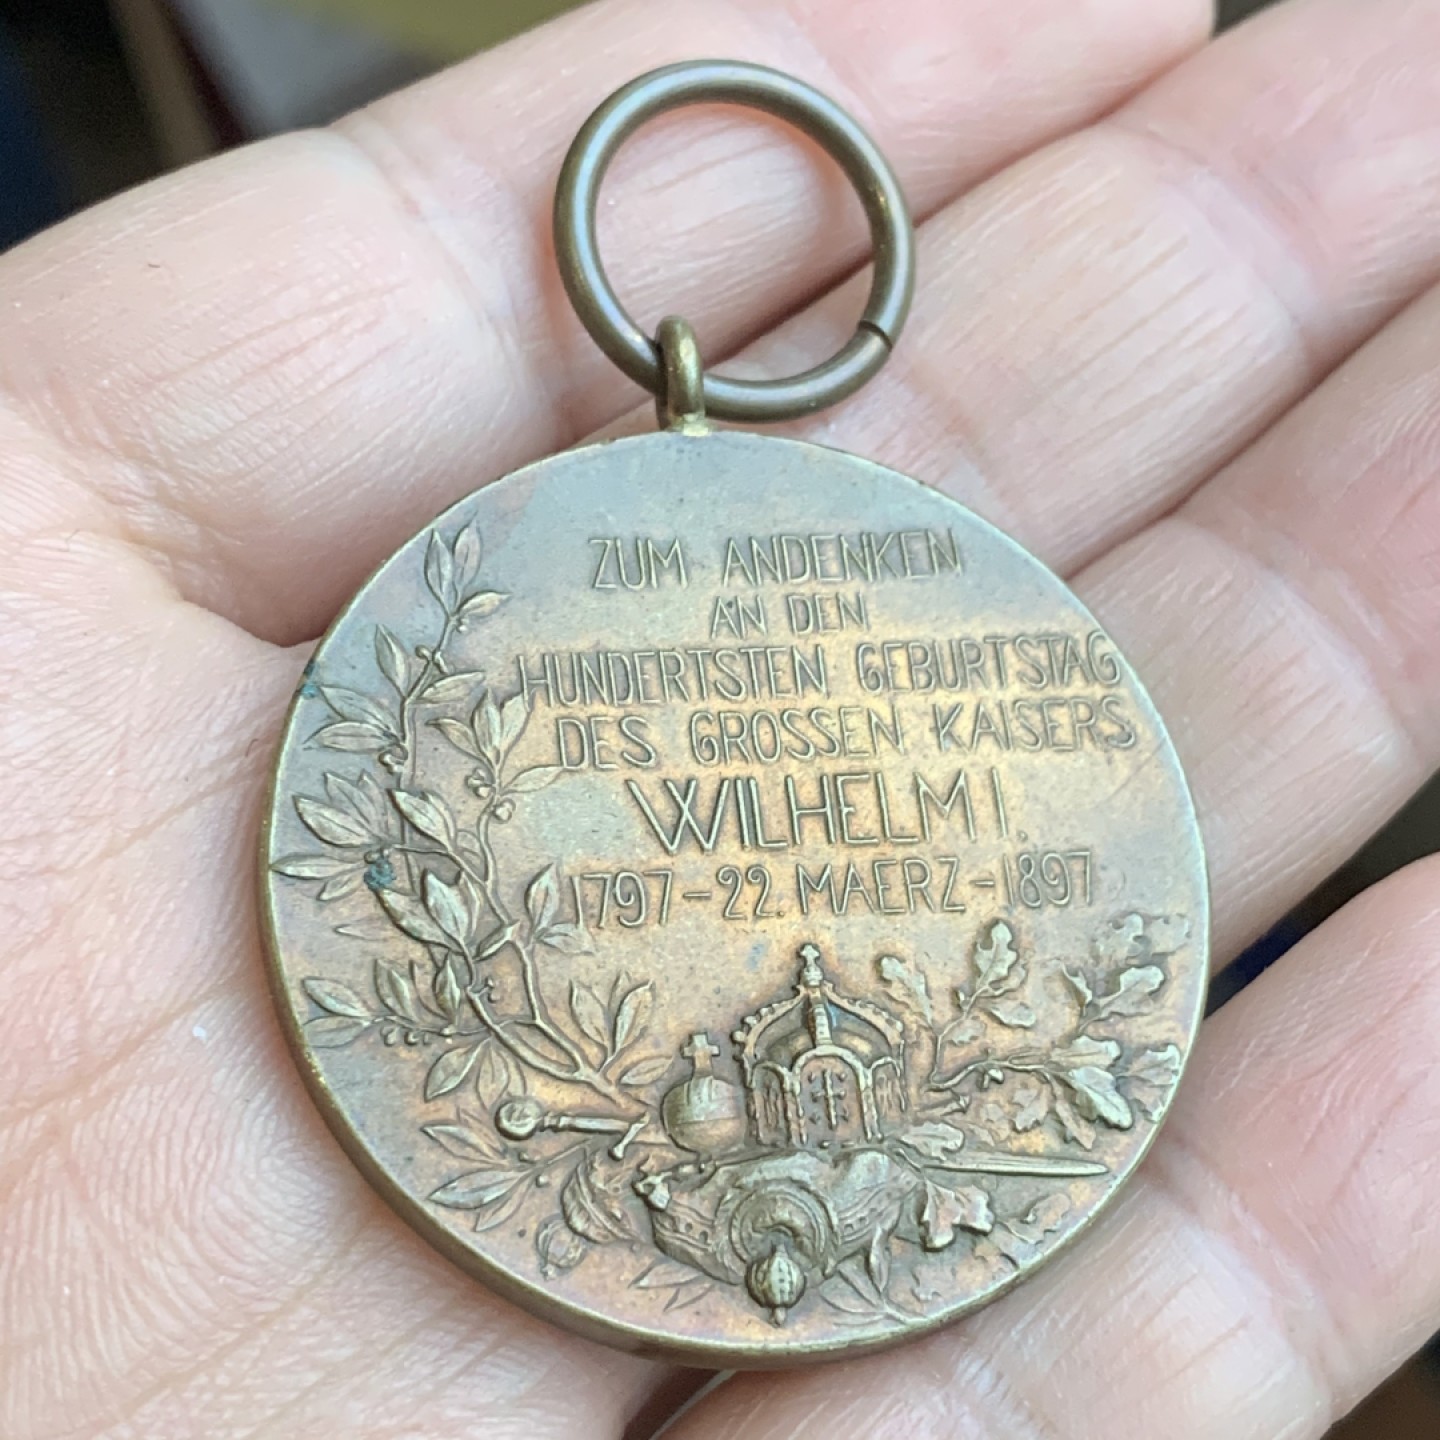 ZUM ANDENKEN
AN DEN
HUNDERTSTEN GEBURTSTAG
DES GROSSEN KAISERS
WILHELM I.
1797-22. MAERZ-1897